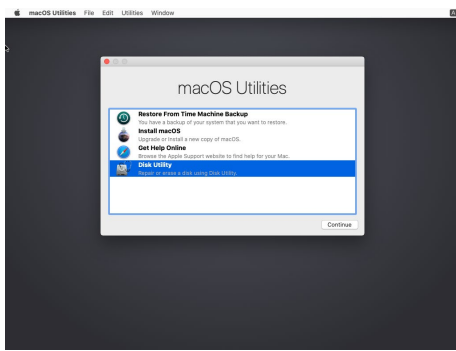 macOS Utilities File Edit Utilities Window
macOS Utilities
Restore From Time Machine Backup
You have a backup of your system that you want to restore.
Install macOS
Upgrade or install a new copy of macOS.
Get Help Online
Browse the Apple Support website to find help for your Mac.
Disk Utility
Repair or erase a disk using Disk Utility.
Continue